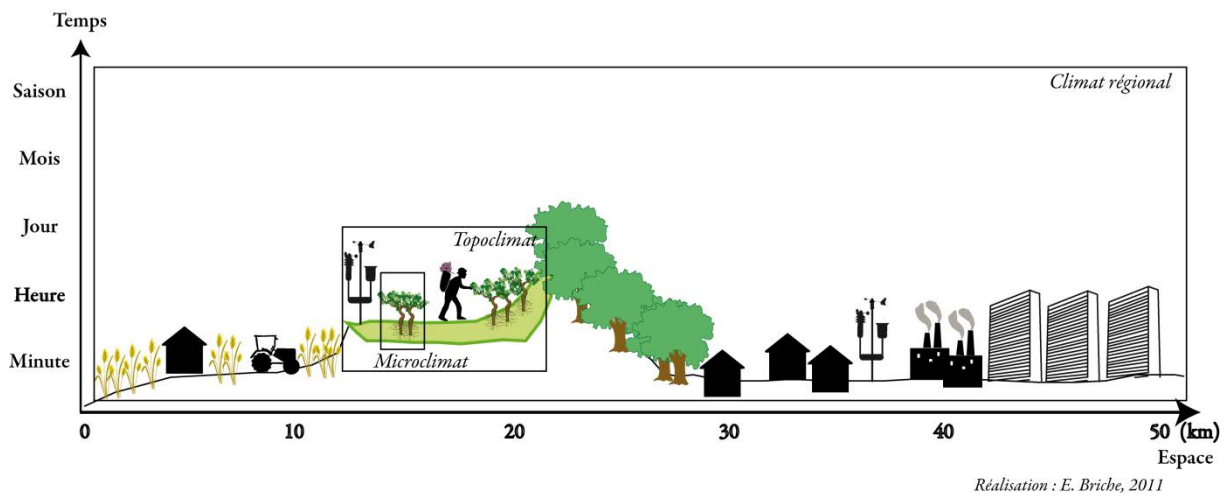 Temps
Climat régional
Saison
Mois
Jour
Topoclimat
Heure
Minute
Microclimat
0 10 20 30 40 50 (km)
Espace
Réalisation : E. Briche, 2011